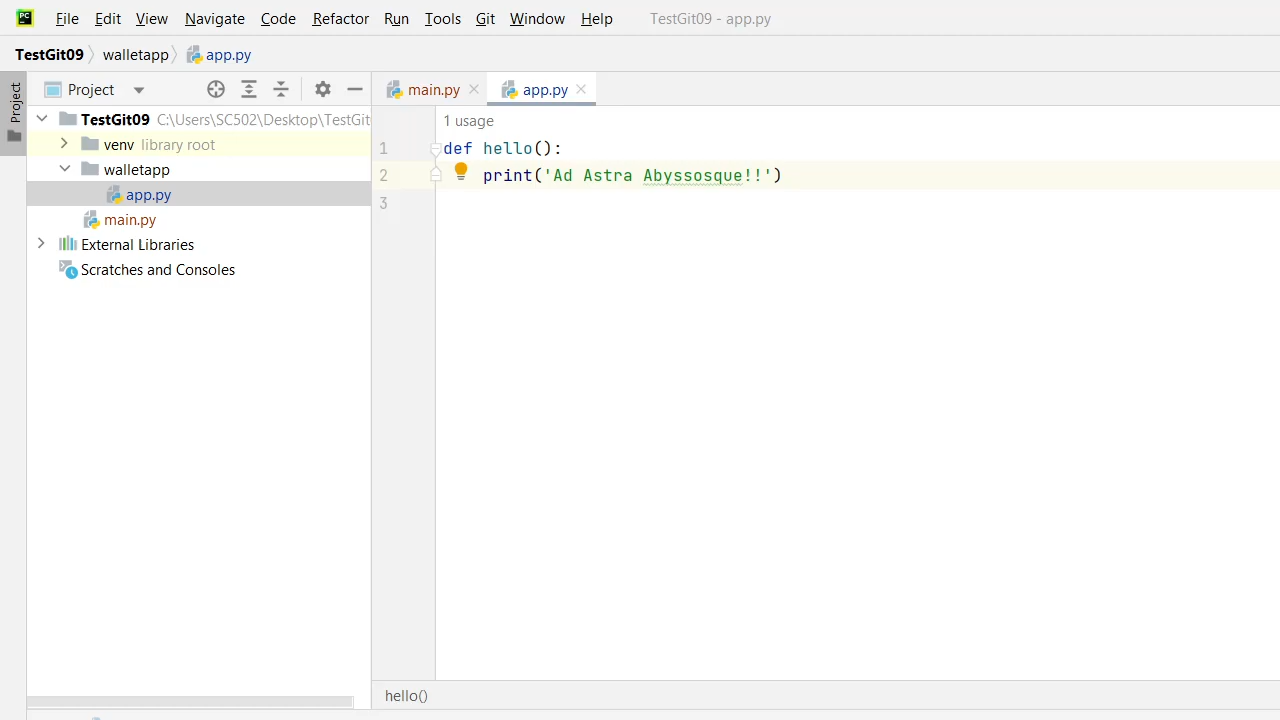 PC
File Edit View Navigate Code Refactor Run Tools Git Window Help TestGit09 - app.py
TestGit09 walletapp app.py
Project
Project
main.py
app.py
TestGit09 C:\Users\SC502\Desktop\TestGit
venv library root
walletapp
app.py
main.py
External Libraries
Scratches and Consoles
1 usage
1 def hello():
2 print('Ad Astra Abyssosque!!')
3
hello()